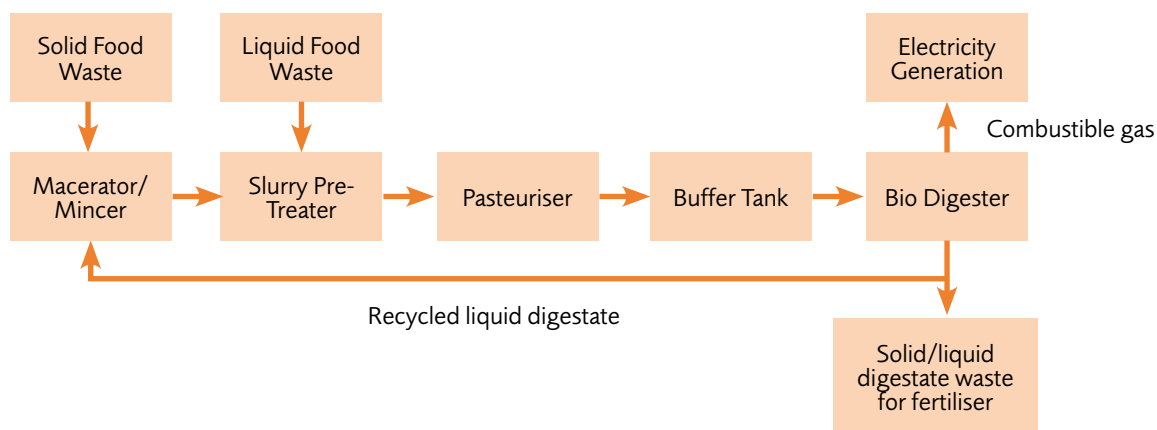 Solid Food
Waste
Liquid Food
Waste
Electricity
Generation
Combustible gas
Macerator/
Mincer
Slurry Pre-
Treater
Pasteuriser
Buffer Tank
Bio Digester
Recycled liquid digestate
Solid/liquid
digestate waste
for fertiliser